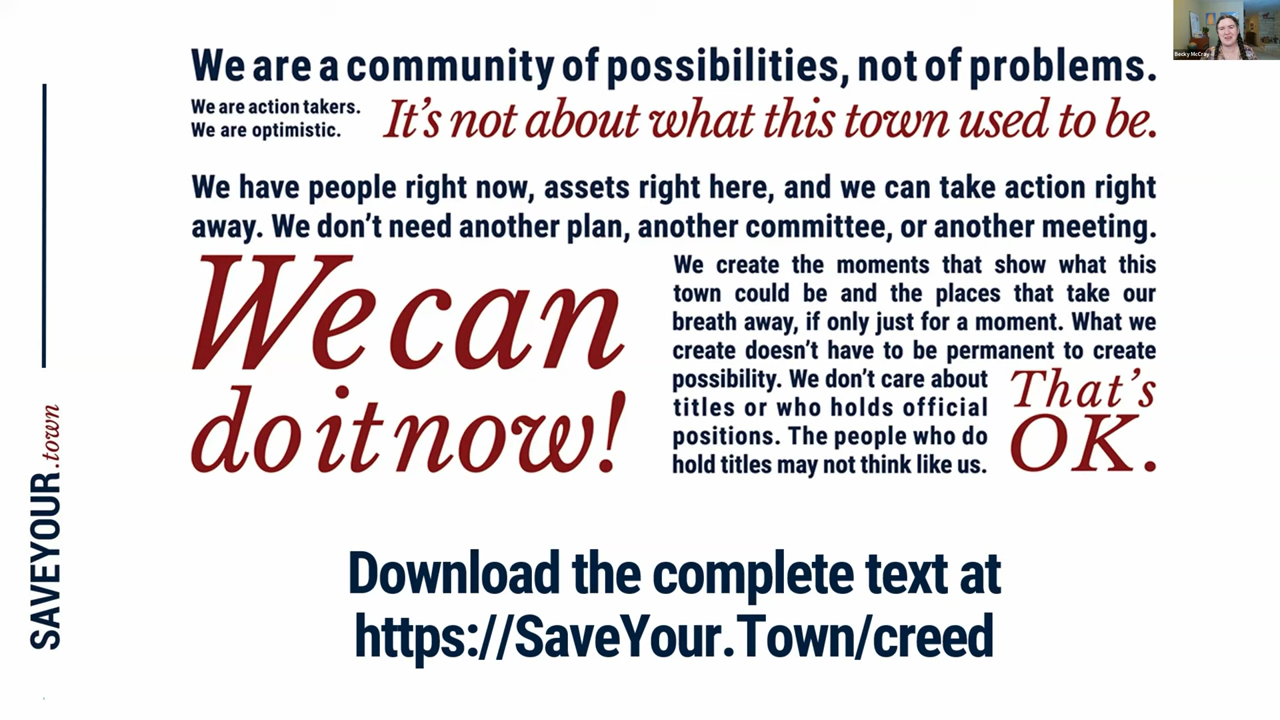 We are a community of possibilities, not of problems.
We are action takers.
We are optimistic.
It's not about what this town used to be.
We have people right now, assets right here, and we can take action right
away. We don't need another plan, another committee, or another meeting.
We can
do it now!
We create the moments that show what this
town could be and the places that take our
breath away, if only just for a moment. What we
create doesn't have to be permanent to create
possibility. We don't care about
titles or who holds official
positions. The people who do
hold titles may not think like us.
That's
OK.
Download the complete text at
https://SaveYour.Town/creed
SAVEYOUR.town
Becky McCray